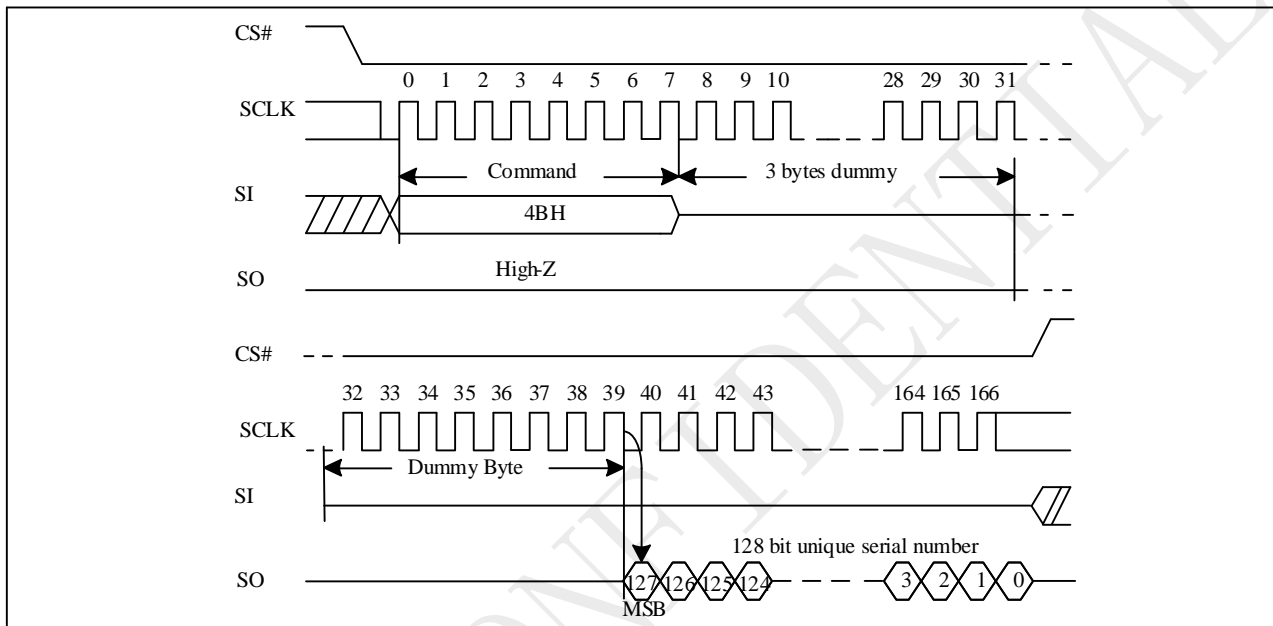 CS#
0 1 2 3 4 5 6 7 8 9 10 28 29 30 31
SCLK
Command 3 bytes dummy
SI
4BH
High-Z
SO
CS#
32 33 34 35 36 37 38 39 40 41 42 43 164 165 166
SCLK
Dummy Byte
SI
128 bit unique serial number
SO 127 126 125 124 3 2 1 0
MSB